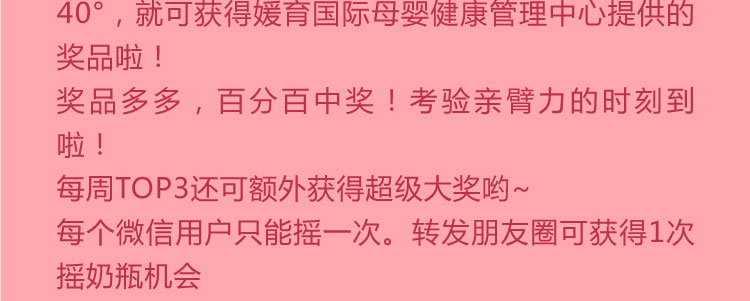 40°，就可获得媛育国际母婴健康管理中心提供的
奖品啦！
奖品多多，百分百中奖！考验亲臂力的时刻到
啦！
每周TOP3还可额外获得超级大奖哟~
每个微信用户只能摇一次。转发朋友圈可获得1次
摇奶瓶机会